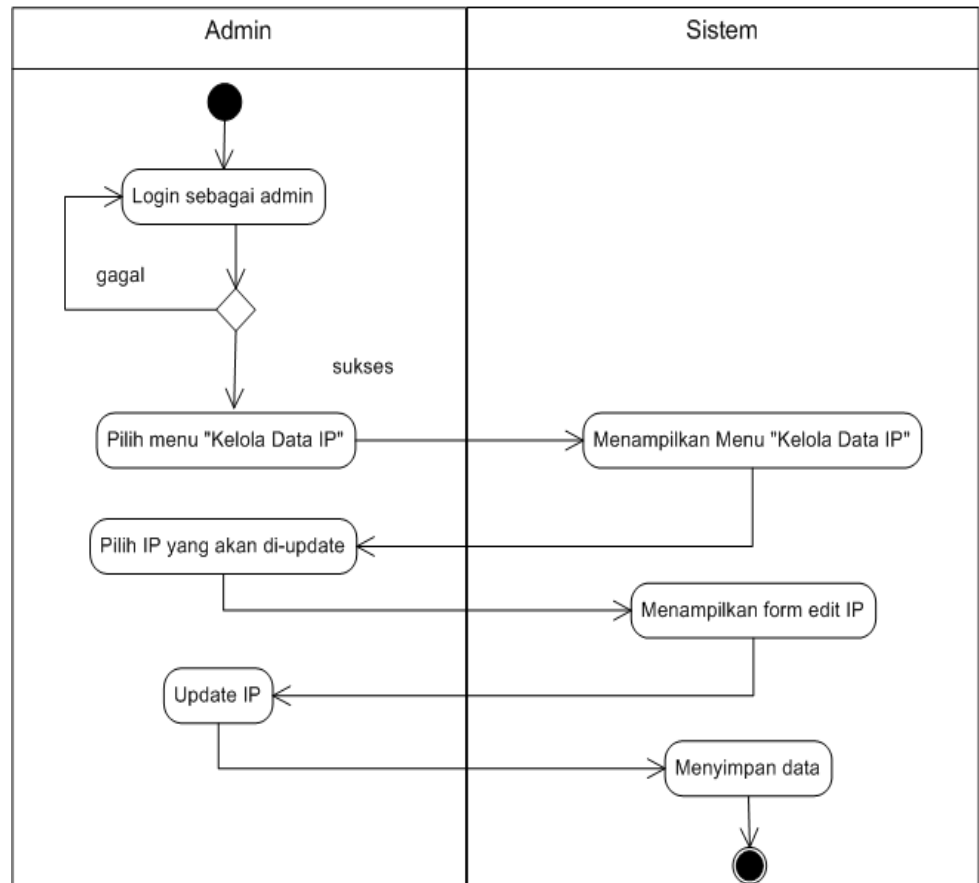 Admin
Sistem
Login sebagai admin
gagal
sukses
Pilih menu "Kelola Data IP"
Menampilkan Menu "Kelola Data IP"
Pilih IP yang akan di-update
Menampilkan form edit IP
Update IP
Menyimpan data